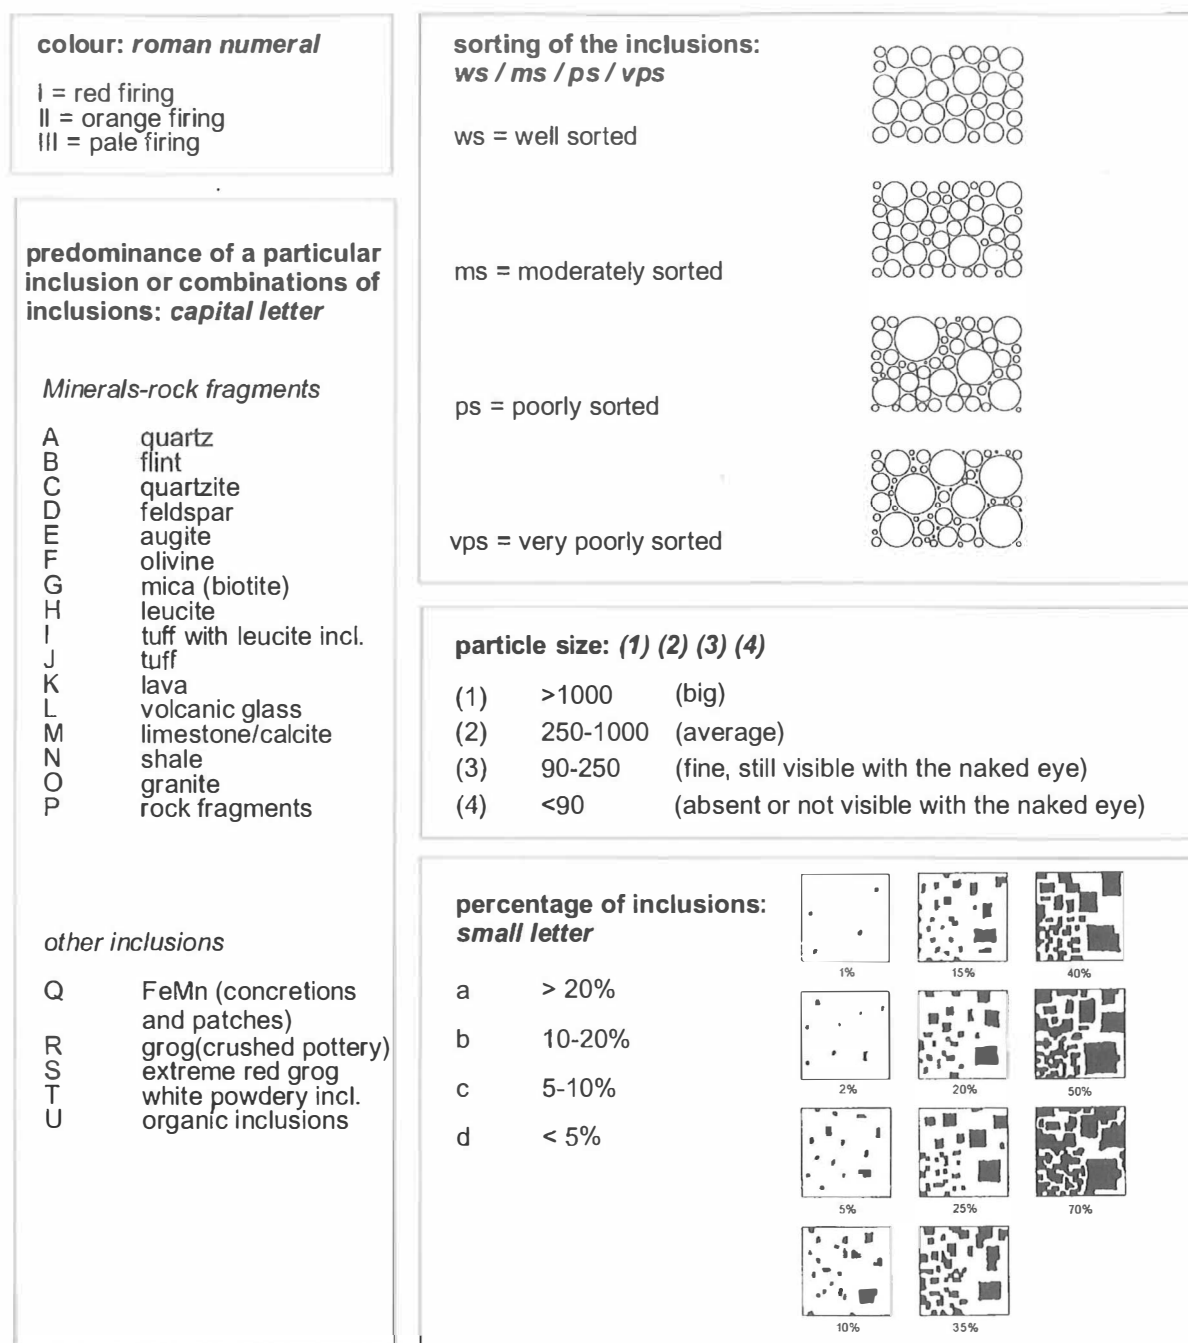 colour: roman numeral
I = red firing
II = orange firing
III = pale firing
predominance of a particular
inclusion or combinations of
inclusions: capital letter
Minerals-rock fragments
A quartz
B flint
C quartzite
D feldspar
E augite
F olivine
G mica (biotite)
H leucite
I tuff with leucite incl.
J tuff
K lava
L volcanic glass
M limestone/calcite
N shale
O granite
P rock fragments
other inclusions
Q FeMn (concretions
and patches)
R grog(crushed pottery)
S extreme red grog
T white powdery incl.
U organic inclusions
sorting of the inclusions:
ws / ms / ps / vps
ws = well sorted
ms = moderately sorted
ps = poorly sorted
vps = very poorly sorted
particle size: (1) (2) (3) (4)
(1) >1000 (big)
(2) 250-1000 (average)
(3) 90-250 (fine, still visible with the naked eye)
(4) <90 (absent or not visible with the naked eye)
percentage of inclusions:
small letter
a > 20%
b 10-20%
c 5-10%
d < 5%
1% 15% 40%
2% 20% 50%
5% 25% 70%
10% 35%